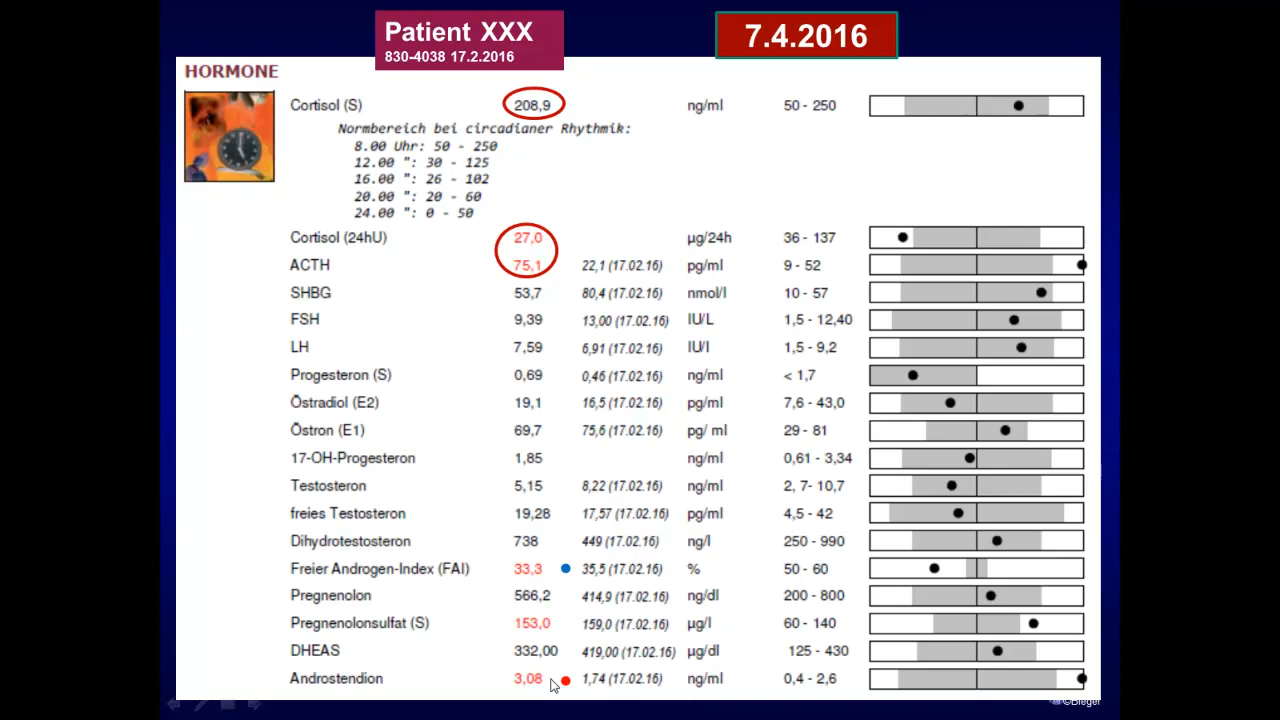 Patient XXX
830-4038 17.2.2016
7.4.2016
HORMONE
Cortisol (S) 208,9 ng/ml 50 - 250
Normbereich bei circadianer Rhythmik:
8.00 Uhr: 50 - 250
12.00 ": 30 - 125
16.00 ": 26 - 102
20.00 ": 20 - 60
24.00 ": 0 - 50
Cortisol (24hU) 27,0 µg/24h 36 - 137
ACTH 75,1 22,1 (17.02.16) pg/ml 9 - 52
SHBG 53,7 80,4 (17.02.16) nmol/l 10 - 57
FSH 9,39 13,00 (17.02.16) IU/L 1,5 - 12,40
LH 7,59 6,91 (17.02.16) IU/l 1,5 - 9,2
Progesteron (S) 0,69 0,46 (17.02.16) ng/ml < 1,7
Östradiol (E2) 19,1 16,5 (17.02.16) pg/ml 7,6 - 43,0
Östron (E1) 69,7 75,6 (17.02.16) pg/ ml 29 - 81
17-OH-Progesteron 1,85 ng/ml 0,61 - 3,34
Testosteron 5,15 8,22 (17.02.16) ng/ml 2, 7- 10,7
freies Testosteron 19,28 17,57 (17.02.16) pg/ml 4,5 - 42
Dihydrotestosteron 738 449 (17.02.16) ng/l 250 - 990
Freier Androgen-Index (FAI) 33,3 35,5 (17.02.16) % 50 - 60
Pregnenolon 566,2 414,9 (17.02.16) ng/dl 200 - 800
Pregnenolonsulfat (S) 153,0 159,0 (17.02.16) µg/l 60 - 140
DHEAS 332,00 419,00 (17.02.16) µg/dl 125 - 430
Androstendion 3,08 1,74 (17.02.16) ng/ml 0,4 - 2,6
©Bieger